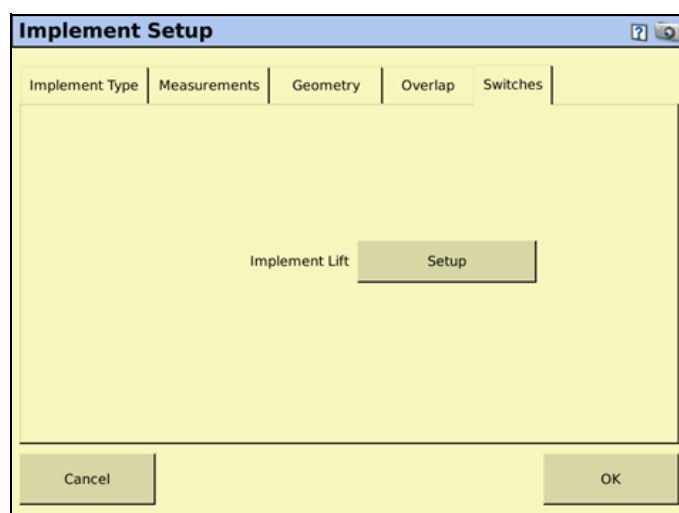 Implement Setup ?
Implement Type Measurements Geometry Overlap Switches
Implement Lift Setup
Cancel OK